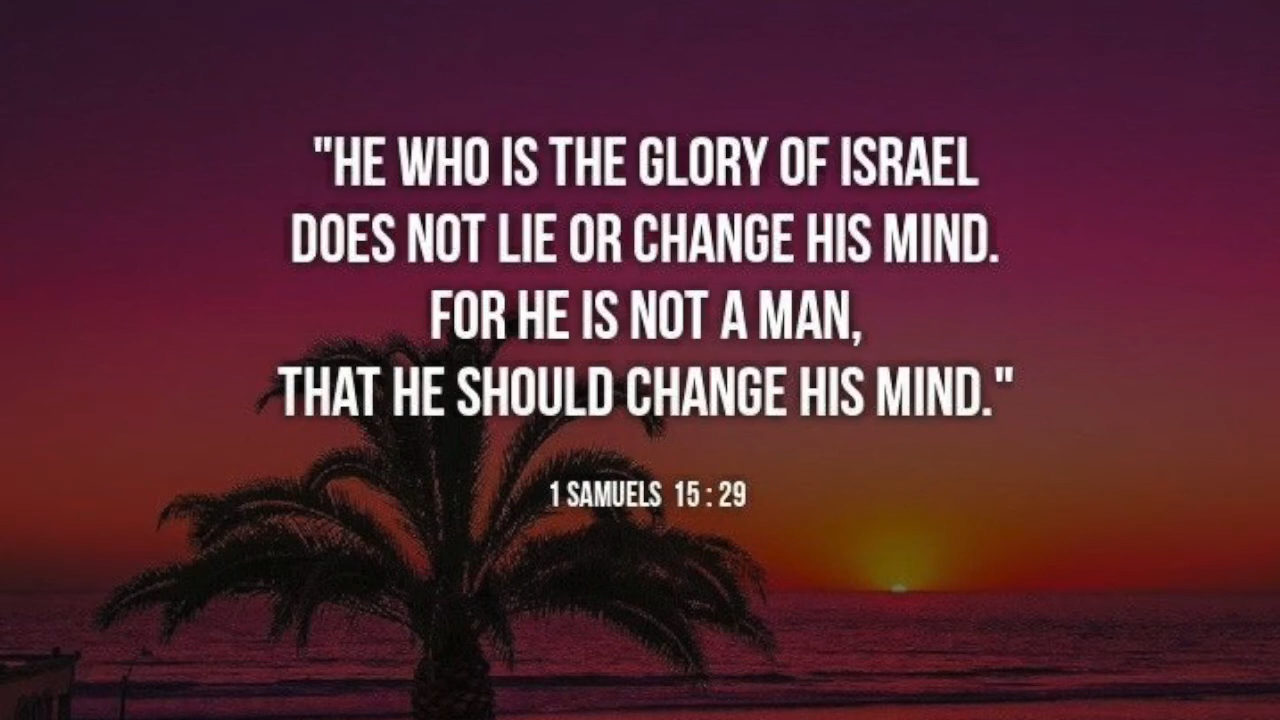 "HE WHO IS THE GLORY OF ISRAEL
DOES NOT LIE OR CHANGE HIS MIND.
FOR HE IS NOT A MAN,
THAT HE SHOULD CHANGE HIS MIND."
1 SAMUELS 15 : 29